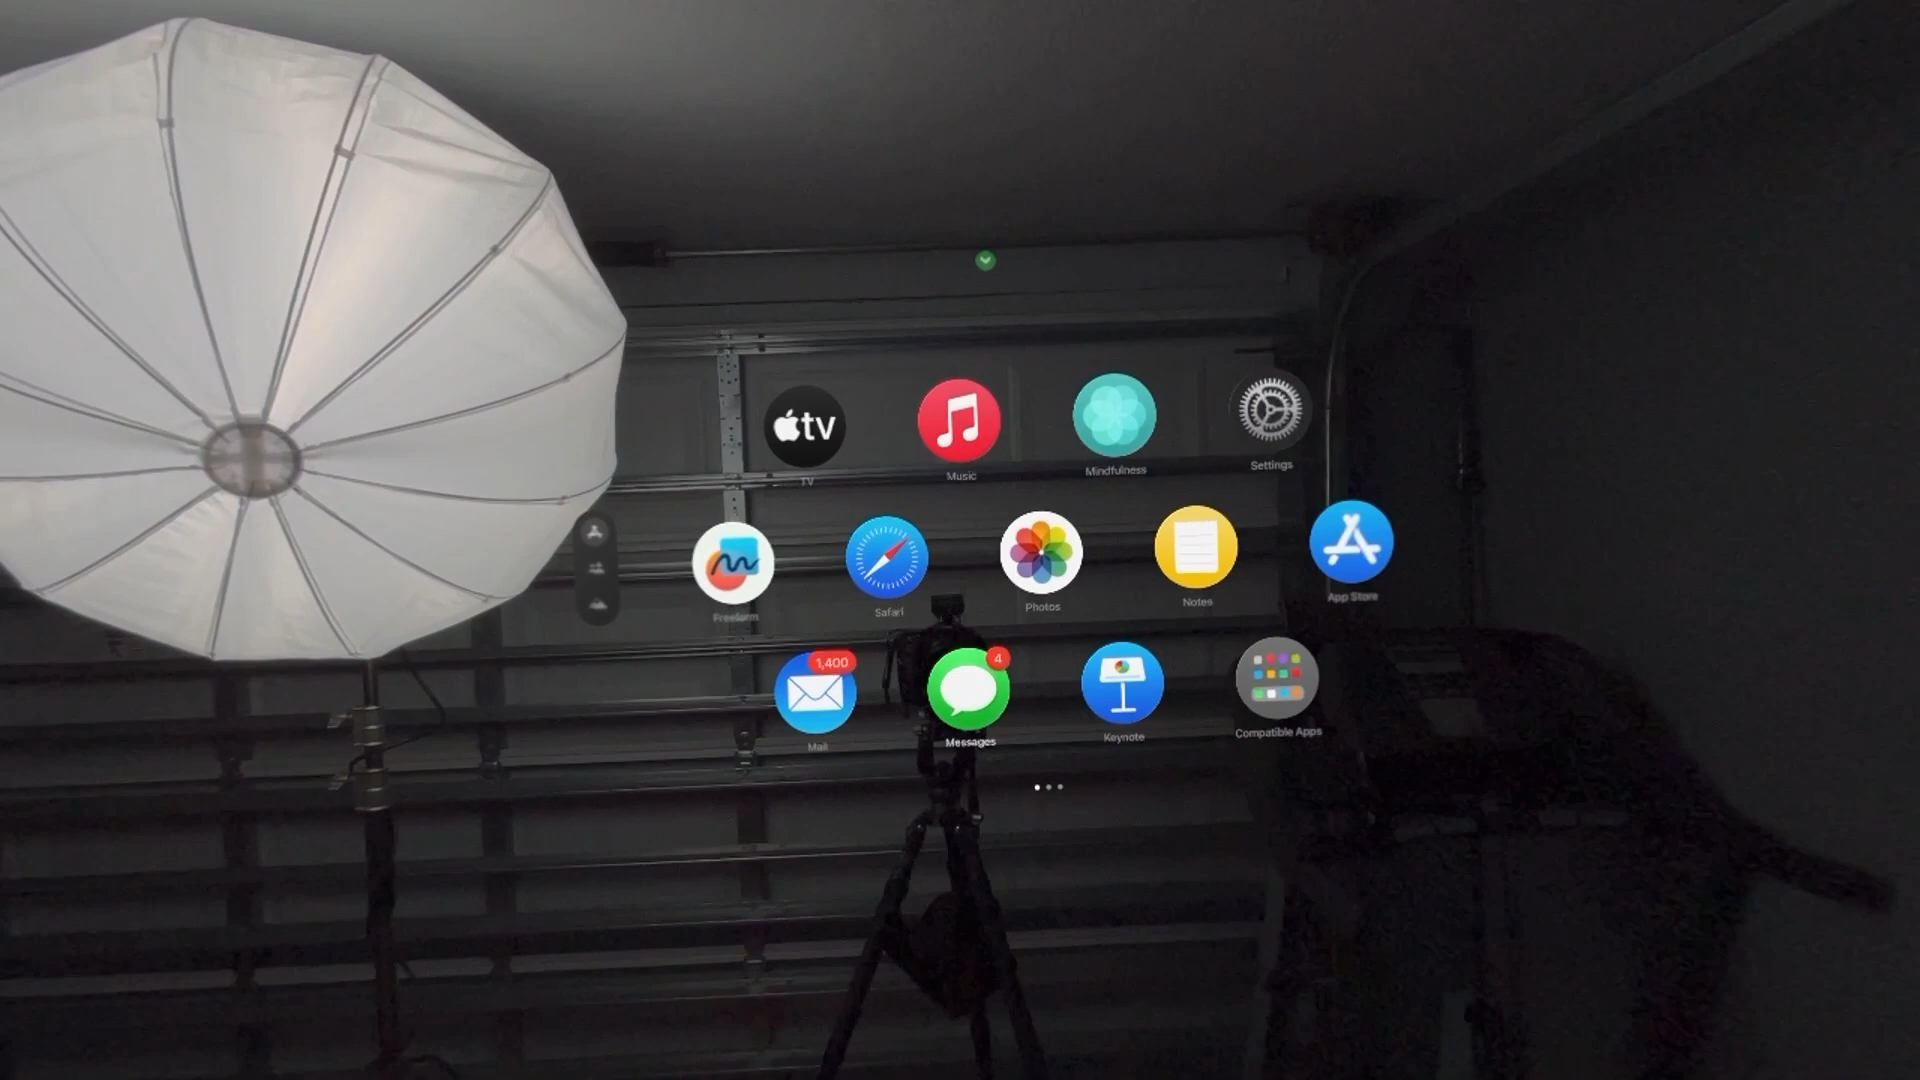 tv
TV
Music
Mindfulness
Settings
Freeform
Safari
Photos
Notes
App Store
1,400
4
Mail
Messages
Keynote
Compatible Apps